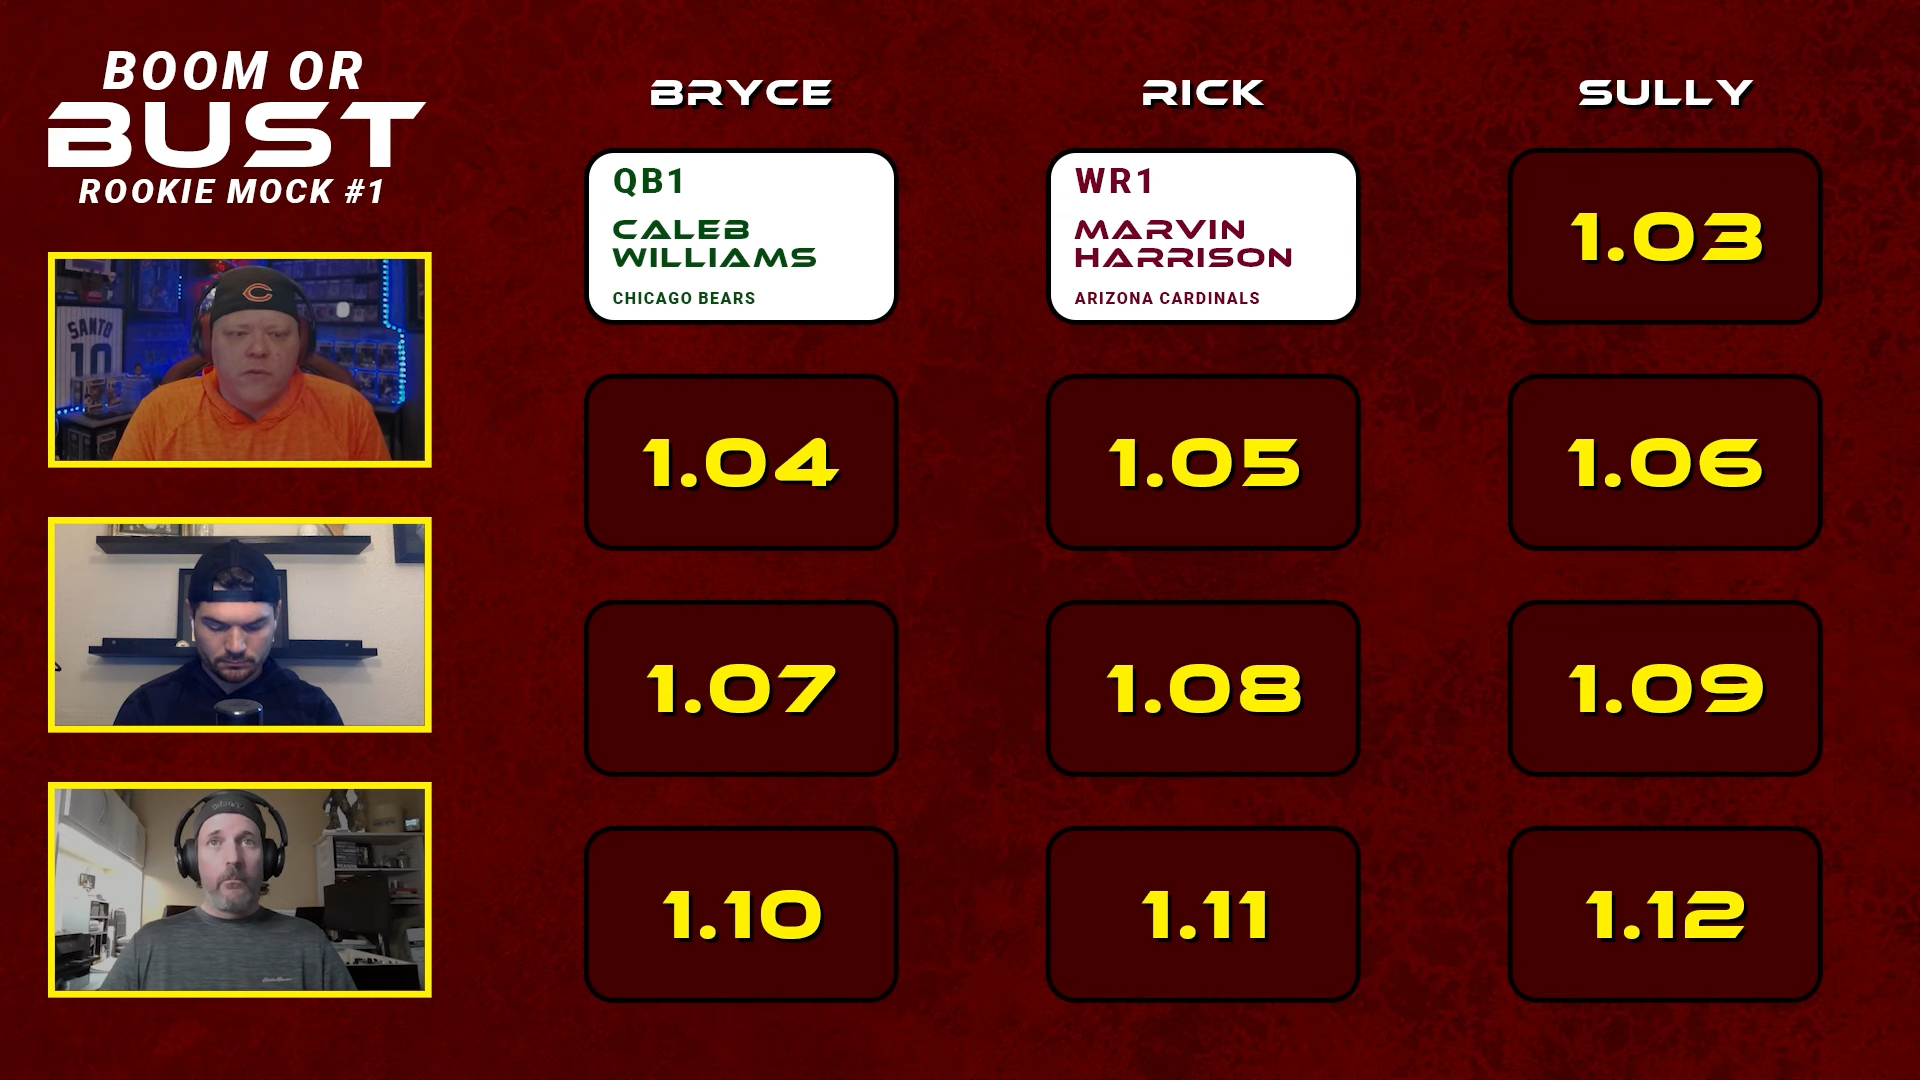 BOOM OR
BUST
ROOKIE MOCK #1
SANTO
10
BRYCE
RICK
SULLY
QB1
CALEB
WILLIAMS
CHICAGO BEARS
WR1
MARVIN
HARRISON
ARIZONA CARDINALS
1.03
1.04
1.05
1.06
1.07
1.08
1.09
1.10
1.11
1.12